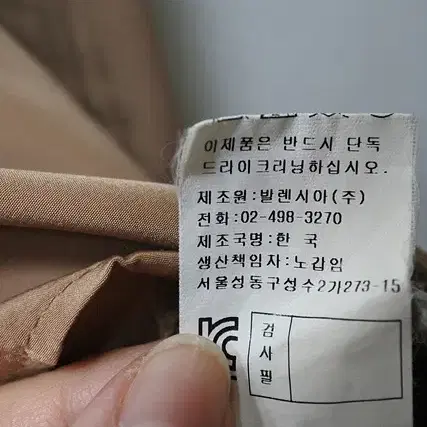 이제품은 반드시 단독
드라이크리닝하십시오.
제조원:발렌시아(주)
전화:02-498-3270
제조국명:한 국
생산책임자:노갑임
서울성동구성수2가273-15
검
사
필